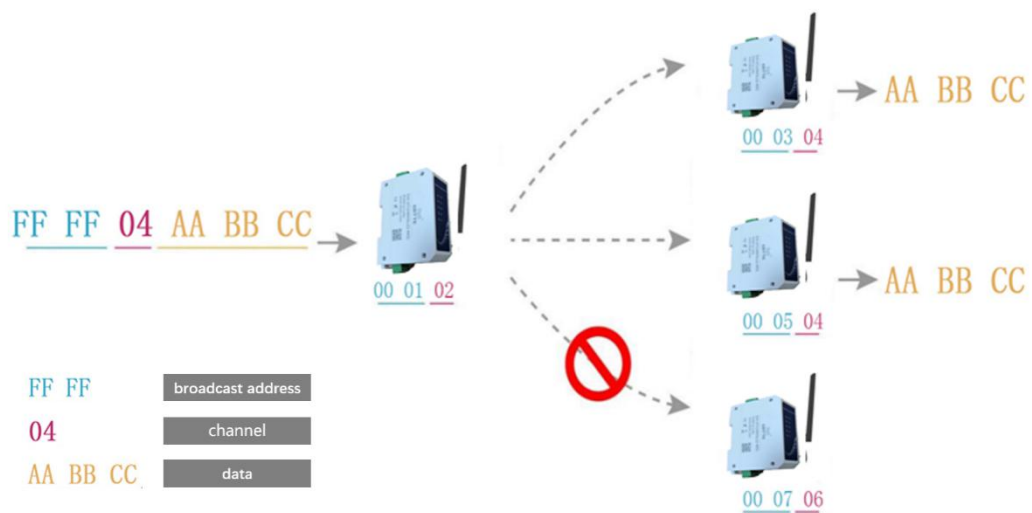 AA BB CC
00 03 04
FF FF 04 AA BB CC
00 01 02
AA BB CC
00 05 04
FF FF broadcast address
04 channel
AA BB CC data
00 07 06